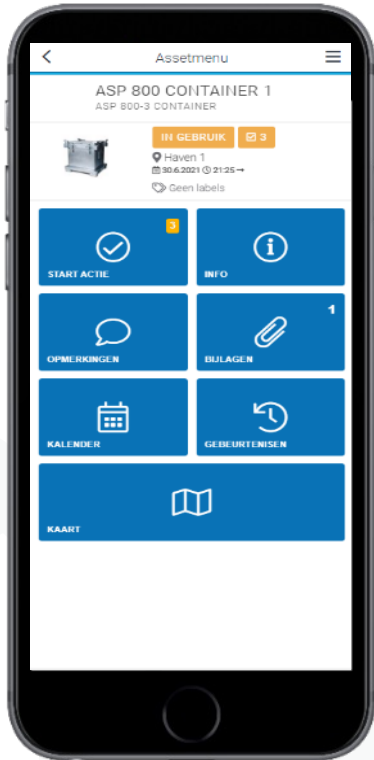 Assetmenu
ASP 800 CONTAINER 1
ASP 800-3 CONTAINER
IN GEBRUIK 3
Haven 1
30.6.2021 21:25→
Geen labels
3
START ACTIE
INFO
1
OPMERKINGEN
BIJLAGEN
KALENDER
GEBEURTENISEN
KAART